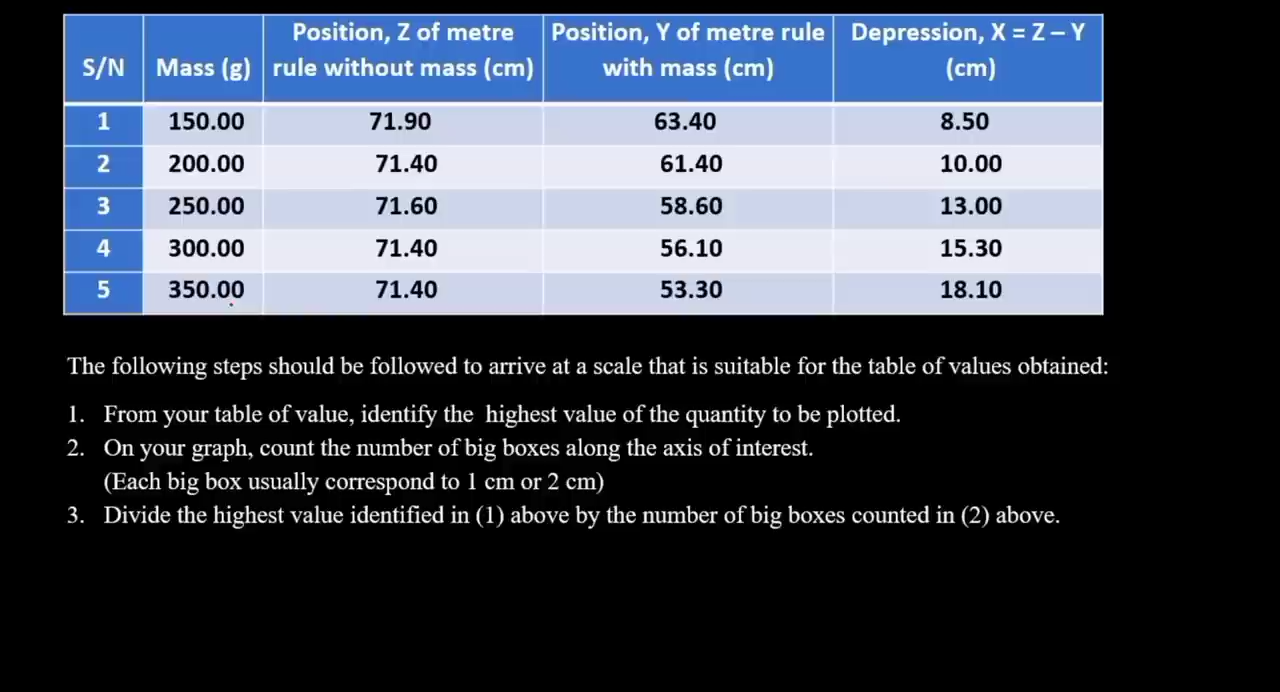 S/N Mass (g) Position, Z of metre rule without mass (cm) Position, Y of metre rule with mass (cm) Depression, X = Z – Y (cm)
1 150.00 71.90 63.40 8.50
2 200.00 71.40 61.40 10.00
3 250.00 71.60 58.60 13.00
4 300.00 71.40 56.10 15.30
5 350.00 71.40 53.30 18.10
The following steps should be followed to arrive at a scale that is suitable for the table of values obtained:
1. From your table of value, identify the highest value of the quantity to be plotted.
2. On your graph, count the number of big boxes along the axis of interest.
(Each big box usually correspond to 1 cm or 2 cm)
3. Divide the highest value identified in (1) above by the number of big boxes counted in (2) above.